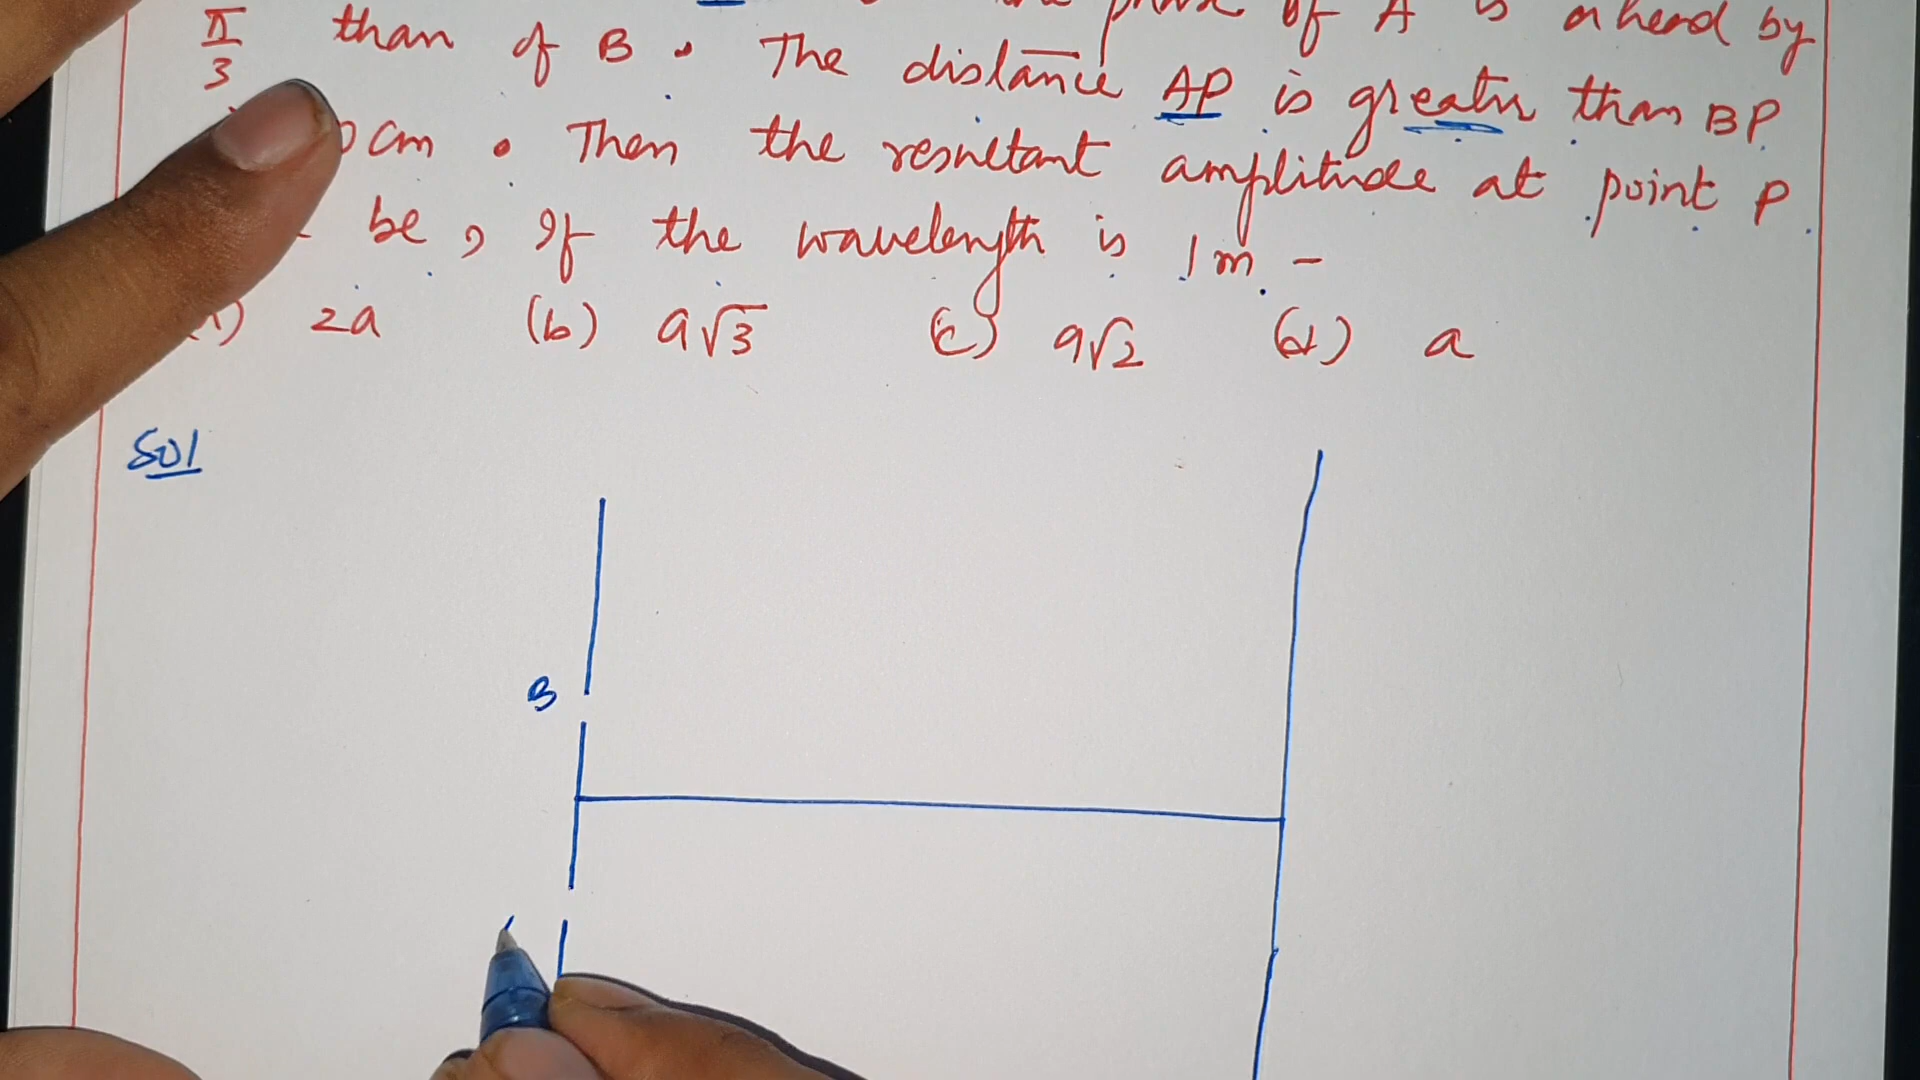 of A is ahead by
π/3 than of B. The distance AP is greater than BP
cm. Then the resultant amplitude at point P
be, If the wavelength is 1m -
2a (b) a√3 (c) a√2 (d) a
Sol
B